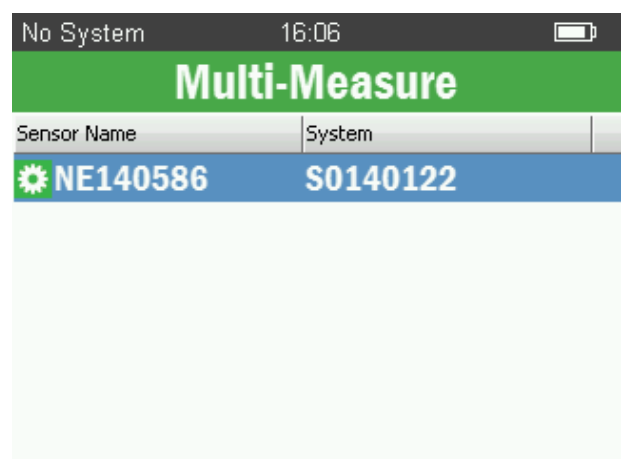 No System 16:06
Multi-Measure
Sensor Name System
NE140586 S0140122